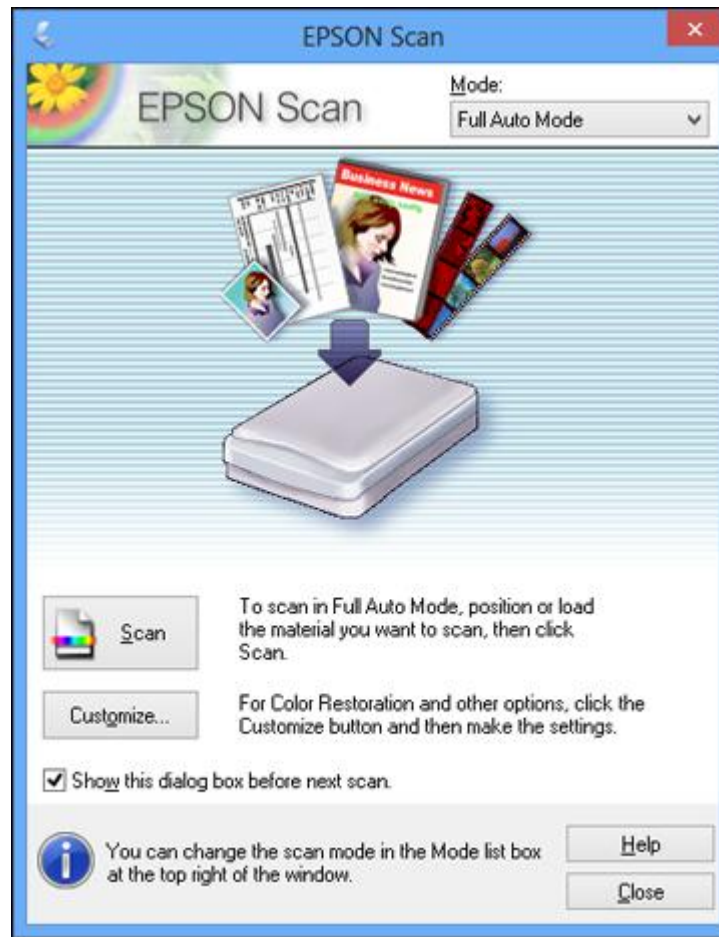 EPSON Scan
EPSON Scan
Mode:
Full Auto Mode
Business News
Scan
To scan in Full Auto Mode, position or load
the material you want to scan, then click
Scan.
Customize...
For Color Restoration and other options, click the
Customize button and then make the settings.
Show this dialog box before next scan.
You can change the scan mode in the Mode list box
at the top right of the window.
Help
Close